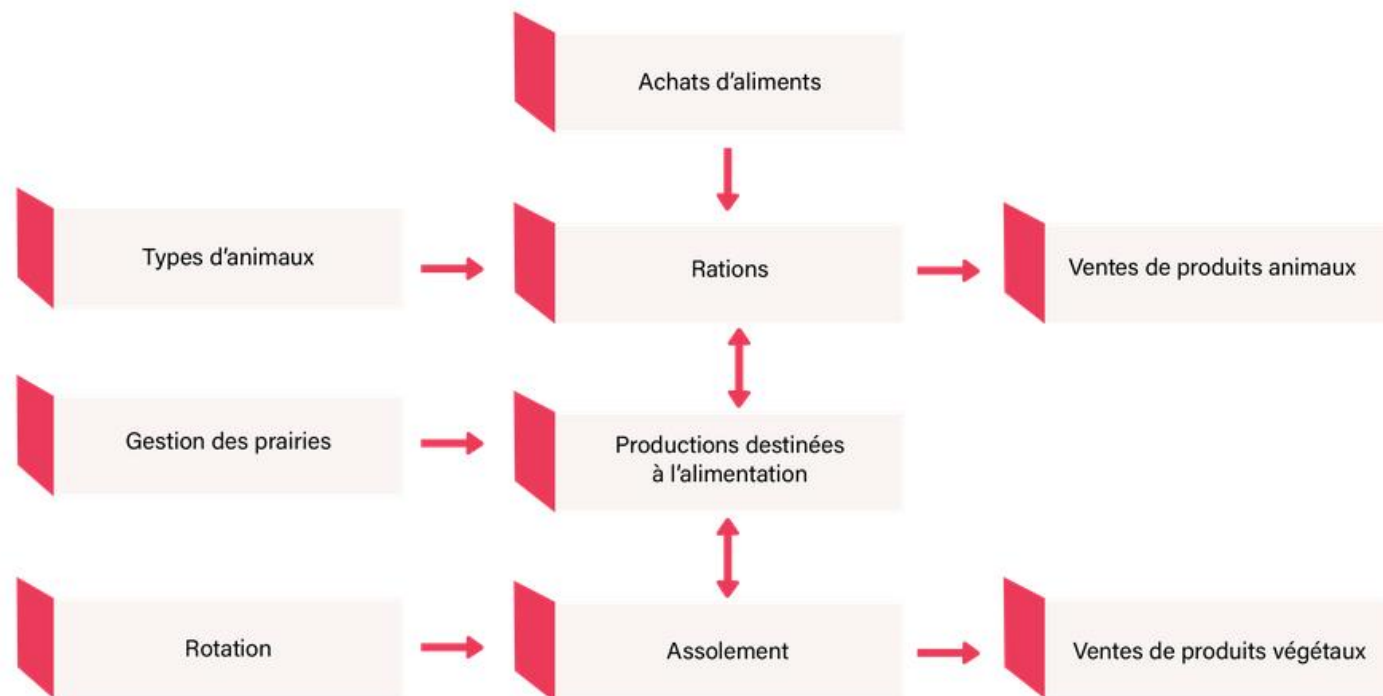 Achats d'aliments
Types d'animaux
Rations
Ventes de produits animaux
Gestion des prairies
Productions destinées
à l'alimentation
Rotation
Assolement
Ventes de produits végétaux